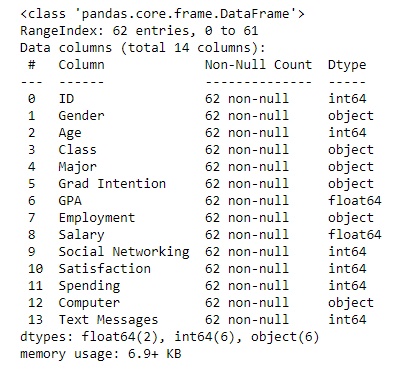 <class 'pandas.core.frame.DataFrame'>
RangeIndex: 62 entries, 0 to 61
Data columns (total 14 columns):
 #   Column             Non-Null Count  Dtype
---  ------             --------------  -----
 0   ID                 62 non-null     int64
 1   Gender             62 non-null     object
 2   Age                62 non-null     int64
 3   Class              62 non-null     object
 4   Major              62 non-null     object
 5   Grad Intention     62 non-null     object
 6   GPA                62 non-null     float64
 7   Employment         62 non-null     object
 8   Salary             62 non-null     float64
 9   Social Networking  62 non-null     int64
 10  Satisfaction       62 non-null     int64
 11  Spending           62 non-null     int64
 12  Computer           62 non-null     object
 13  Text Messages      62 non-null     int64
dtypes: float64(2), int64(6), object(6)
memory usage: 6.9+ KB